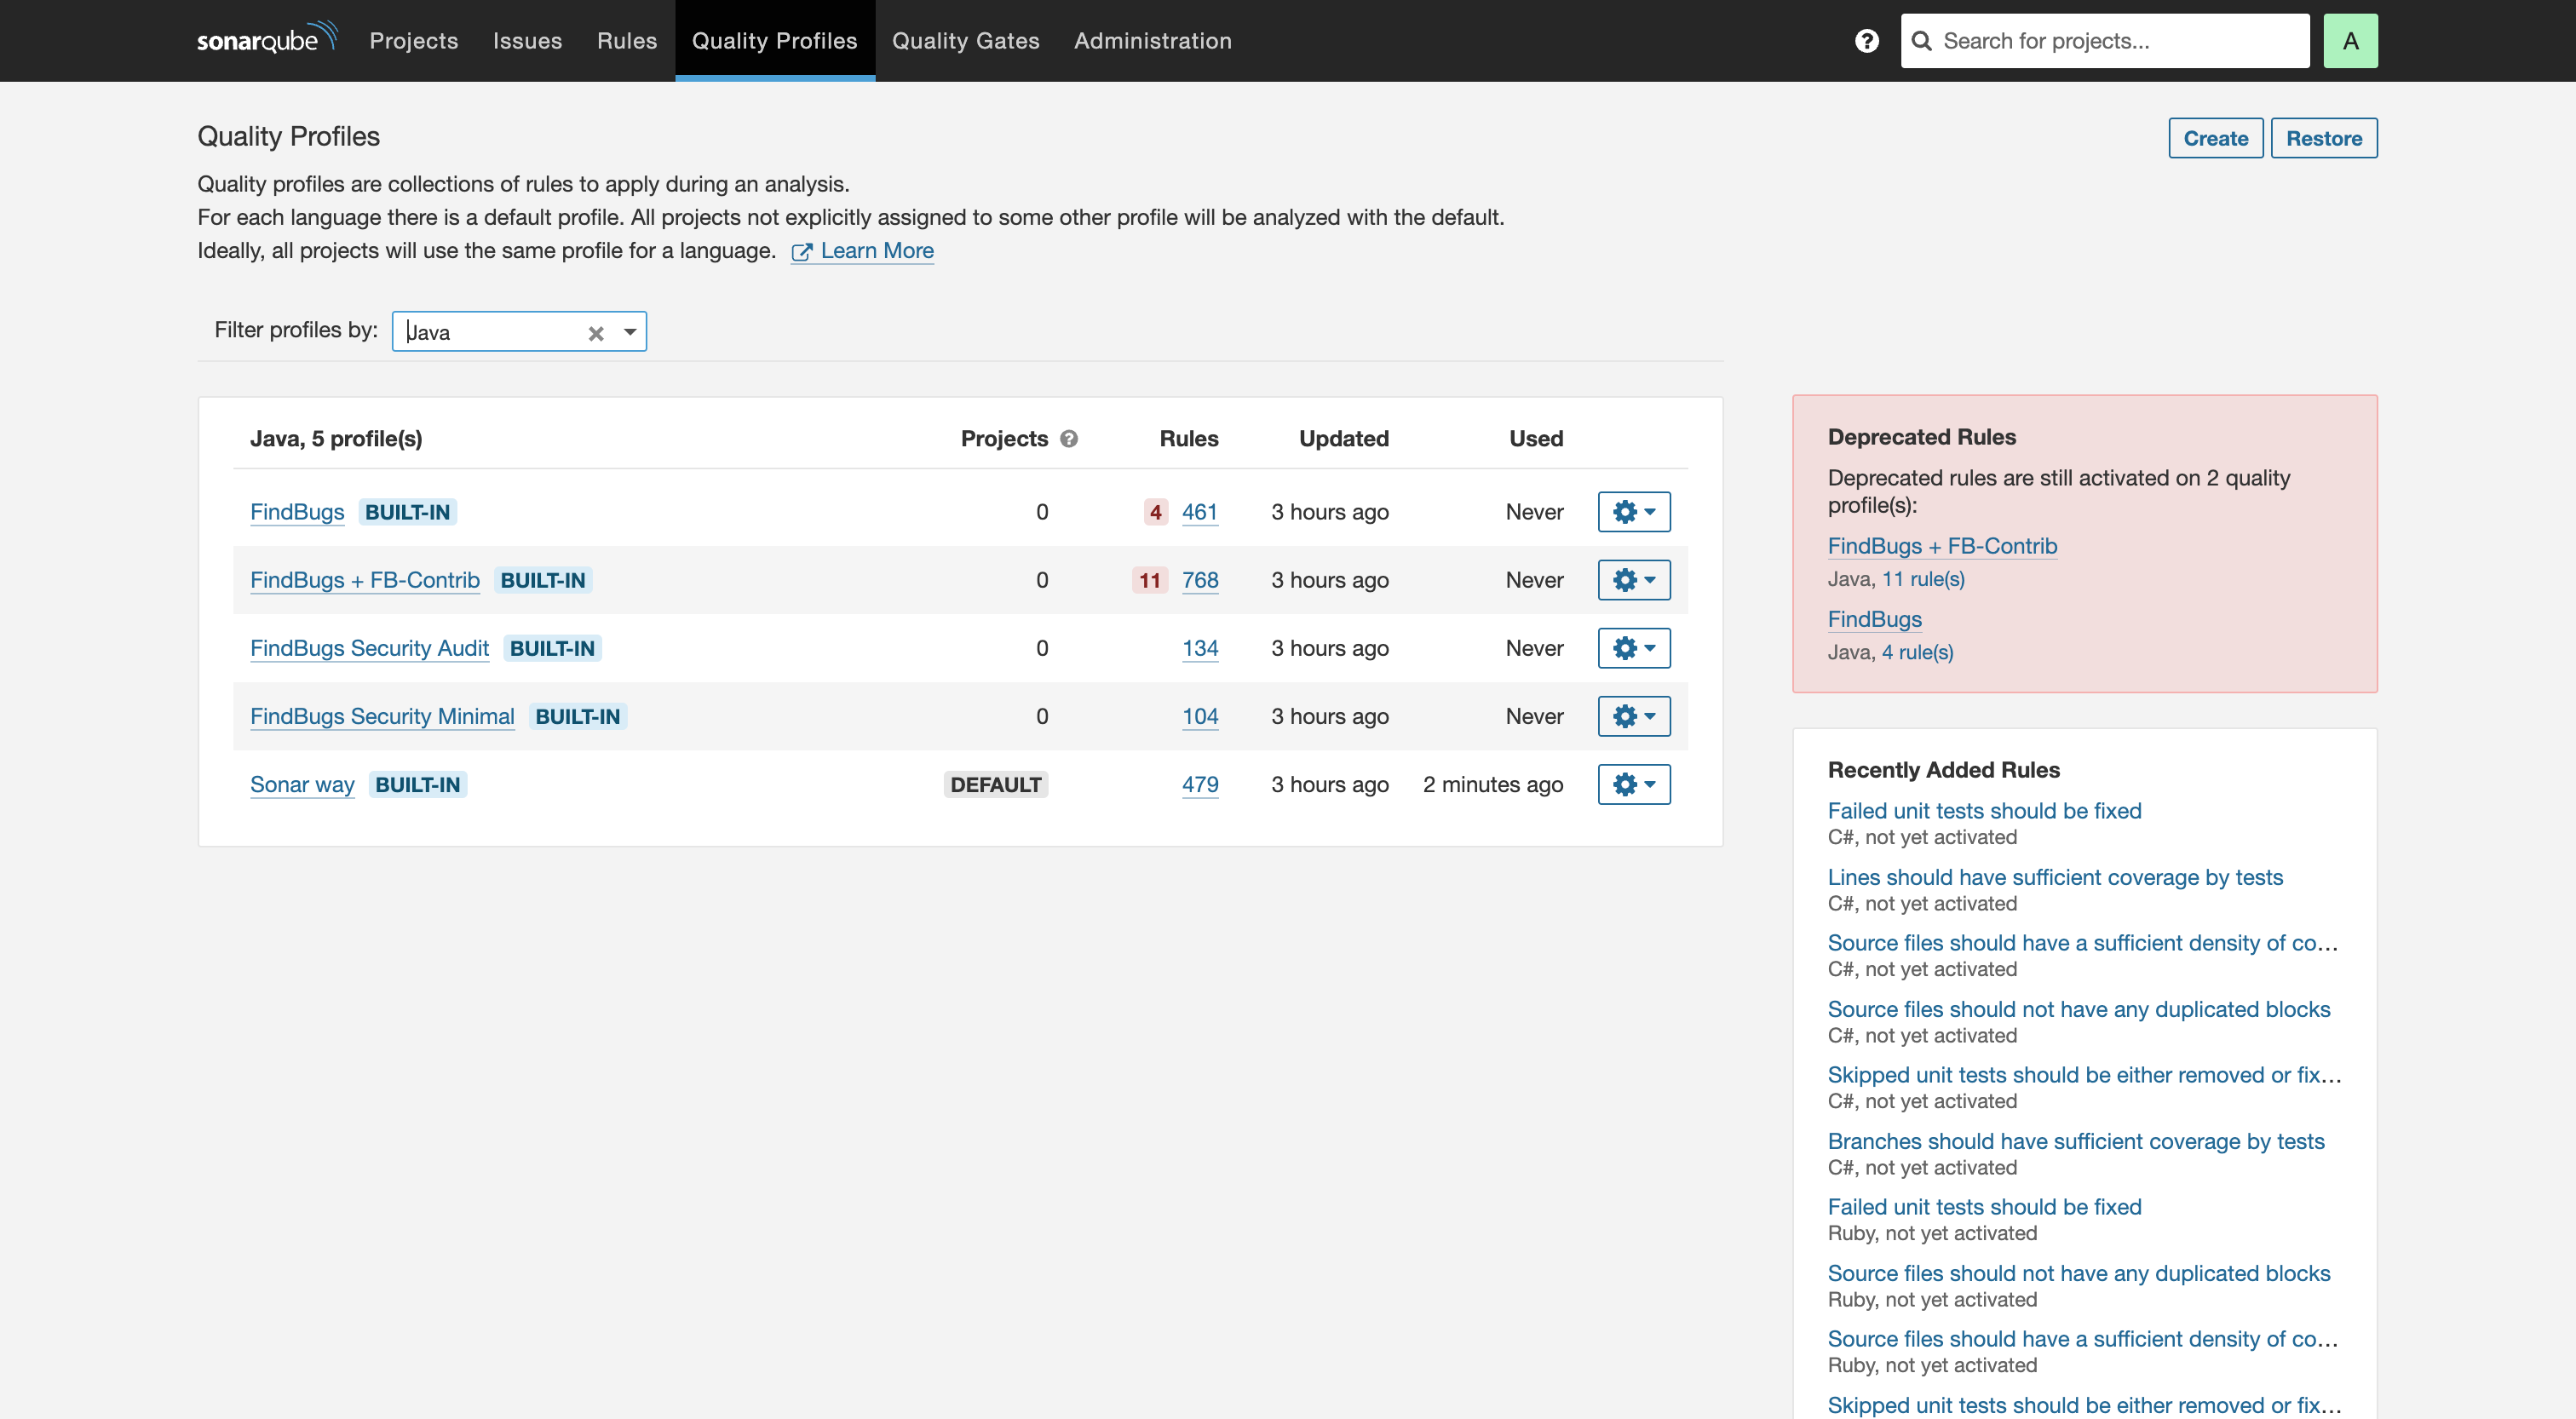 sonarqube Projects Issues Rules Quality Profiles Quality Gates Administration ? Search for projects... A
Quality Profiles
Create Restore
Quality profiles are collections of rules to apply during an analysis.
For each language there is a default profile. All projects not explicitly assigned to some other profile will be analyzed with the default.
Ideally, all projects will use the same profile for a language. Learn More
Filter profiles by: Java
Java, 5 profile(s) Projects ? Rules Updated Used
FindBugs BUILT-IN 0 4 461 3 hours ago Never
FindBugs + FB-Contrib BUILT-IN 0 11 768 3 hours ago Never
FindBugs Security Audit BUILT-IN 0 134 3 hours ago Never
FindBugs Security Minimal BUILT-IN 0 104 3 hours ago Never
Sonar way BUILT-IN DEFAULT 479 3 hours ago 2 minutes ago
Deprecated Rules
Deprecated rules are still activated on 2 quality
profile(s):
FindBugs + FB-Contrib
Java, 11 rule(s)
FindBugs
Java, 4 rule(s)
Recently Added Rules
Failed unit tests should be fixed
C#, not yet activated
Lines should have sufficient coverage by tests
C#, not yet activated
Source files should have a sufficient density of co...
C#, not yet activated
Source files should not have any duplicated blocks
C#, not yet activated
Skipped unit tests should be either removed or fix...
C#, not yet activated
Branches should have sufficient coverage by tests
C#, not yet activated
Failed unit tests should be fixed
Ruby, not yet activated
Source files should not have any duplicated blocks
Ruby, not yet activated
Source files should have a sufficient density of co...
Ruby, not yet activated
Skipped unit tests should be either removed or fix...